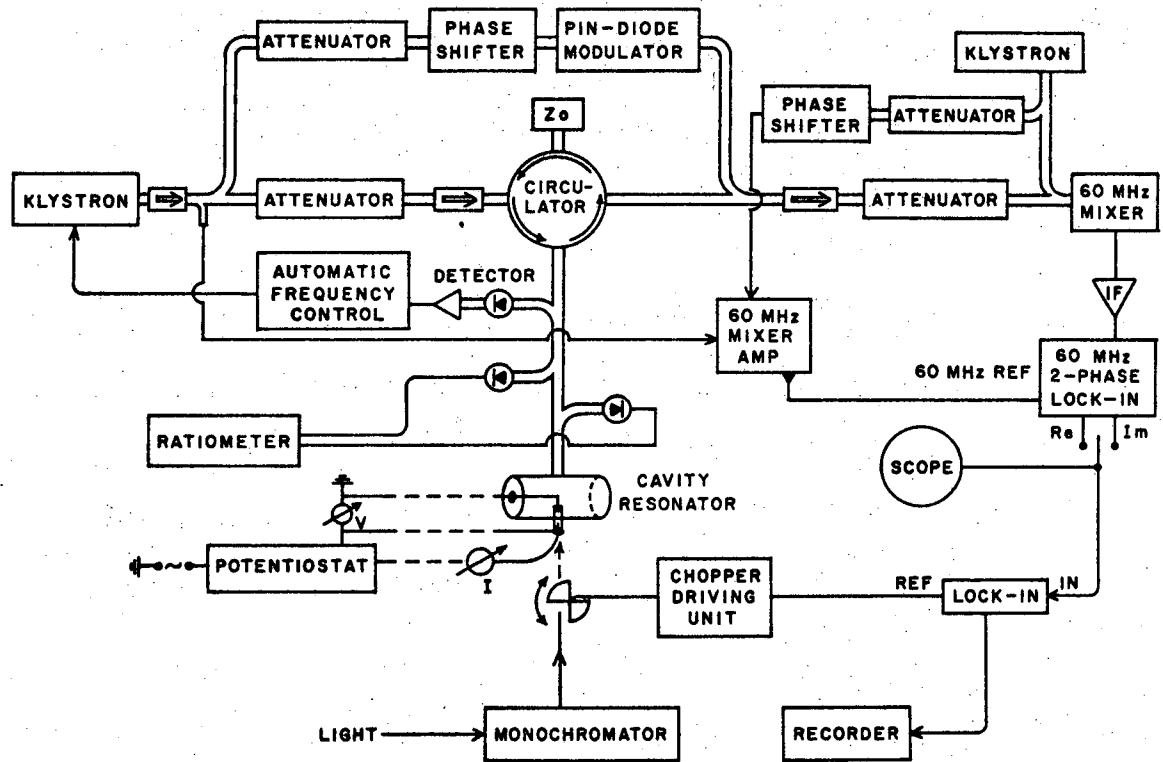 ATTENUATOR
PHASE
SHIFTER
PIN-DIODE
MODULATOR
KLYSTRON
Zo
PHASE
SHIFTER
ATTENUATOR
KLYSTRON
ATTENUATOR
CIRCU-
LATOR
ATTENUATOR
60 MHz
MIXER
AUTOMATIC
FREQUENCY
CONTROL
DETECTOR
IF
60 MHz
MIXER
AMP
60 MHz REF
60 MHz
2-PHASE
LOCK-IN
Re
Im
RATIOMETER
SCOPE
CAVITY
RESONATOR
V
POTENTIOSTAT
I
CHOPPER
DRIVING
UNIT
REF
LOCK-IN
IN
LIGHT
MONOCHROMATOR
RECORDER